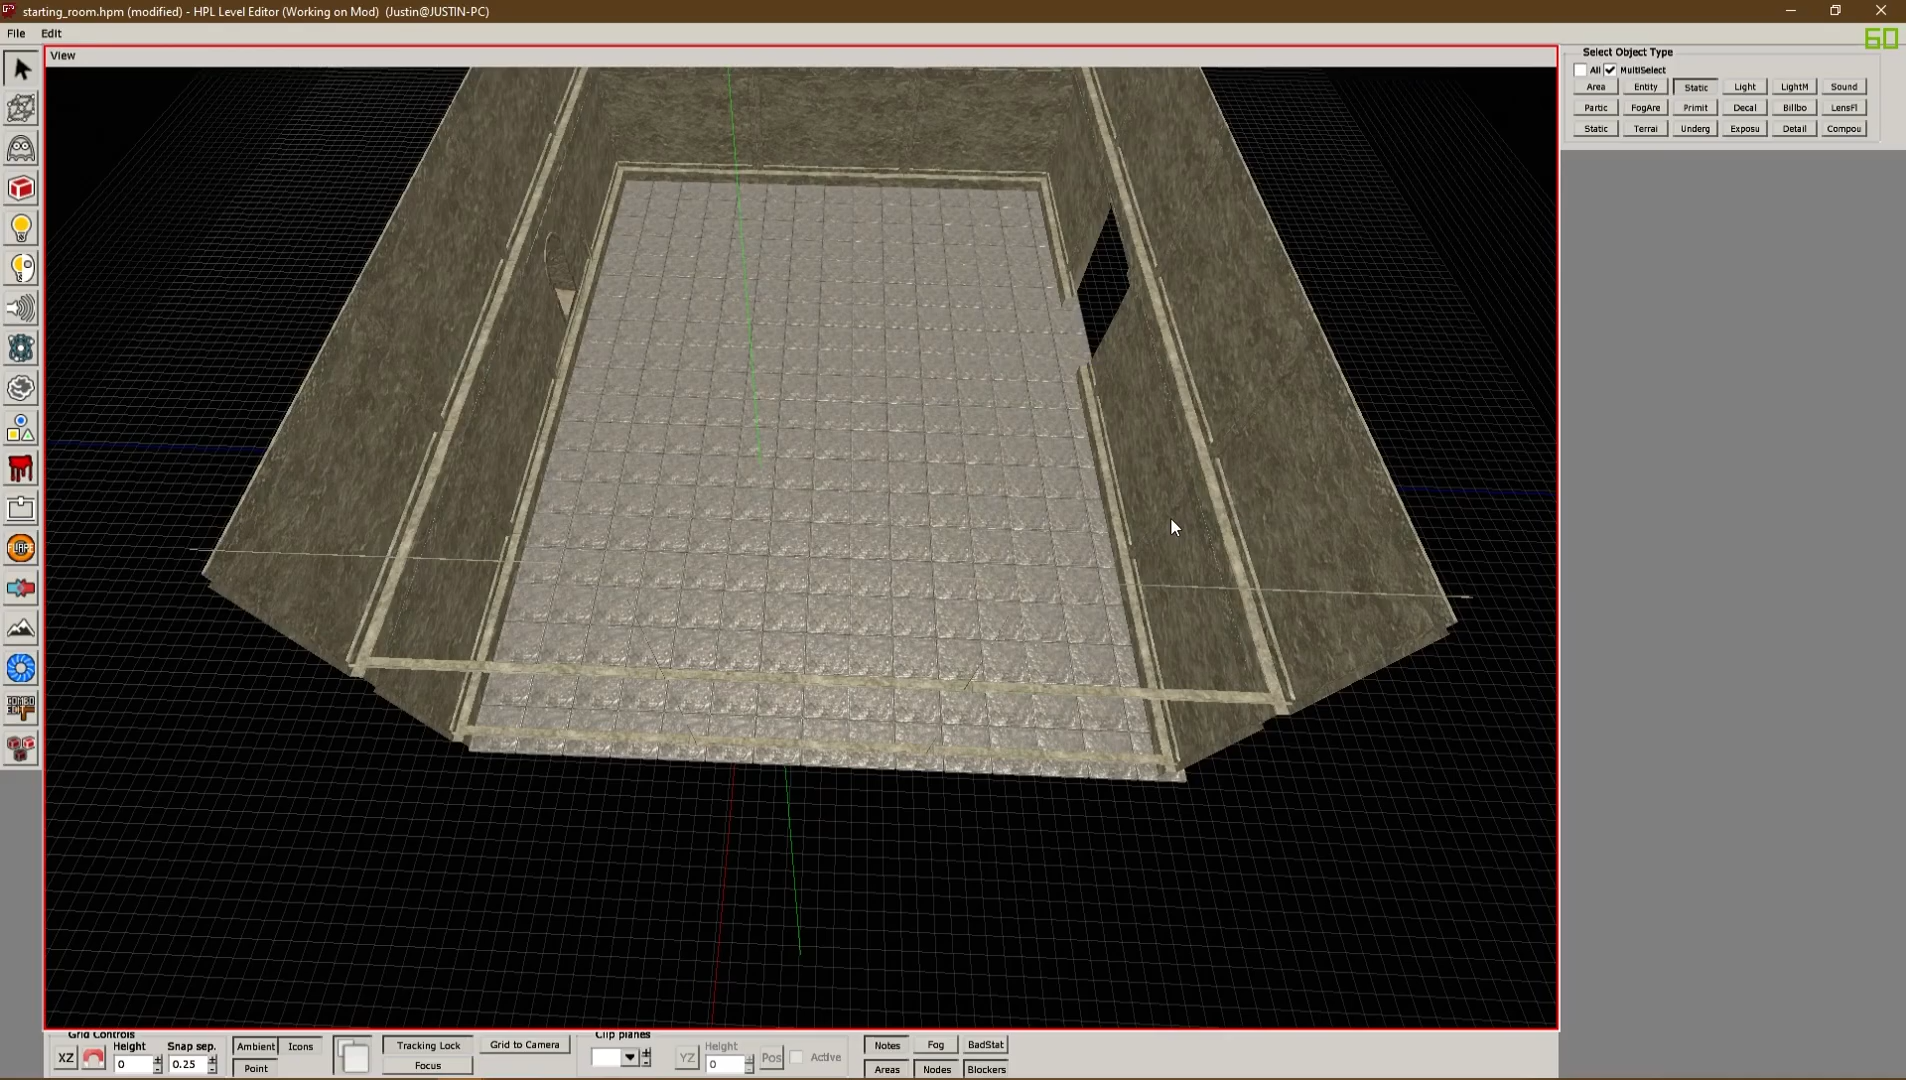 starting_room.hpm (modified) - HPL Level Editor (Working on Mod) (Justin@JUSTIN-PC)
File Edit
60
View
Select Object Type
All MultiSelect
Area Entity Static Light LightM Sound
Partic FogAre Primit Decal Billbo LensFl
Static Terrai Underg Exposu Detail Compou
FLARE
COMBO
Grid Controls
Height Snap sep.
XZ 0 0.25
Ambient Icons
Point
Tracking Lock
Focus
Grid to Camera
Clip planes
Height
YZ 0 Pos Active
Notes Fog BadStat
Areas Nodes Blockers